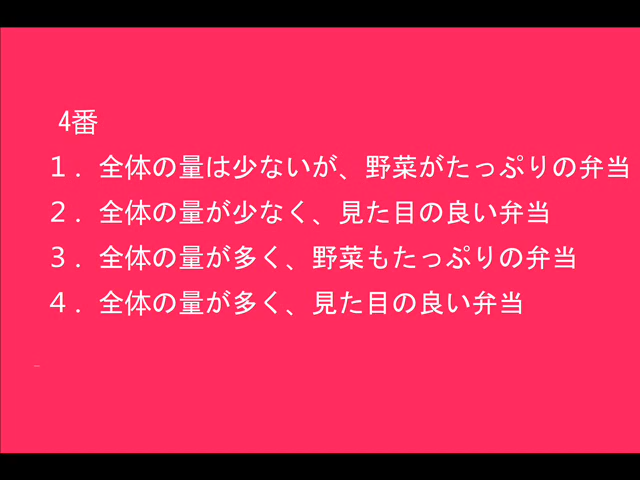 4番
１．全体の量は少ないが、野菜がたっぷりの弁当
２．全体の量が少なく、見た目の良い弁当
３．全体の量が多く、野菜もたっぷりの弁当
４．全体の量が多く、見た目の良い弁当